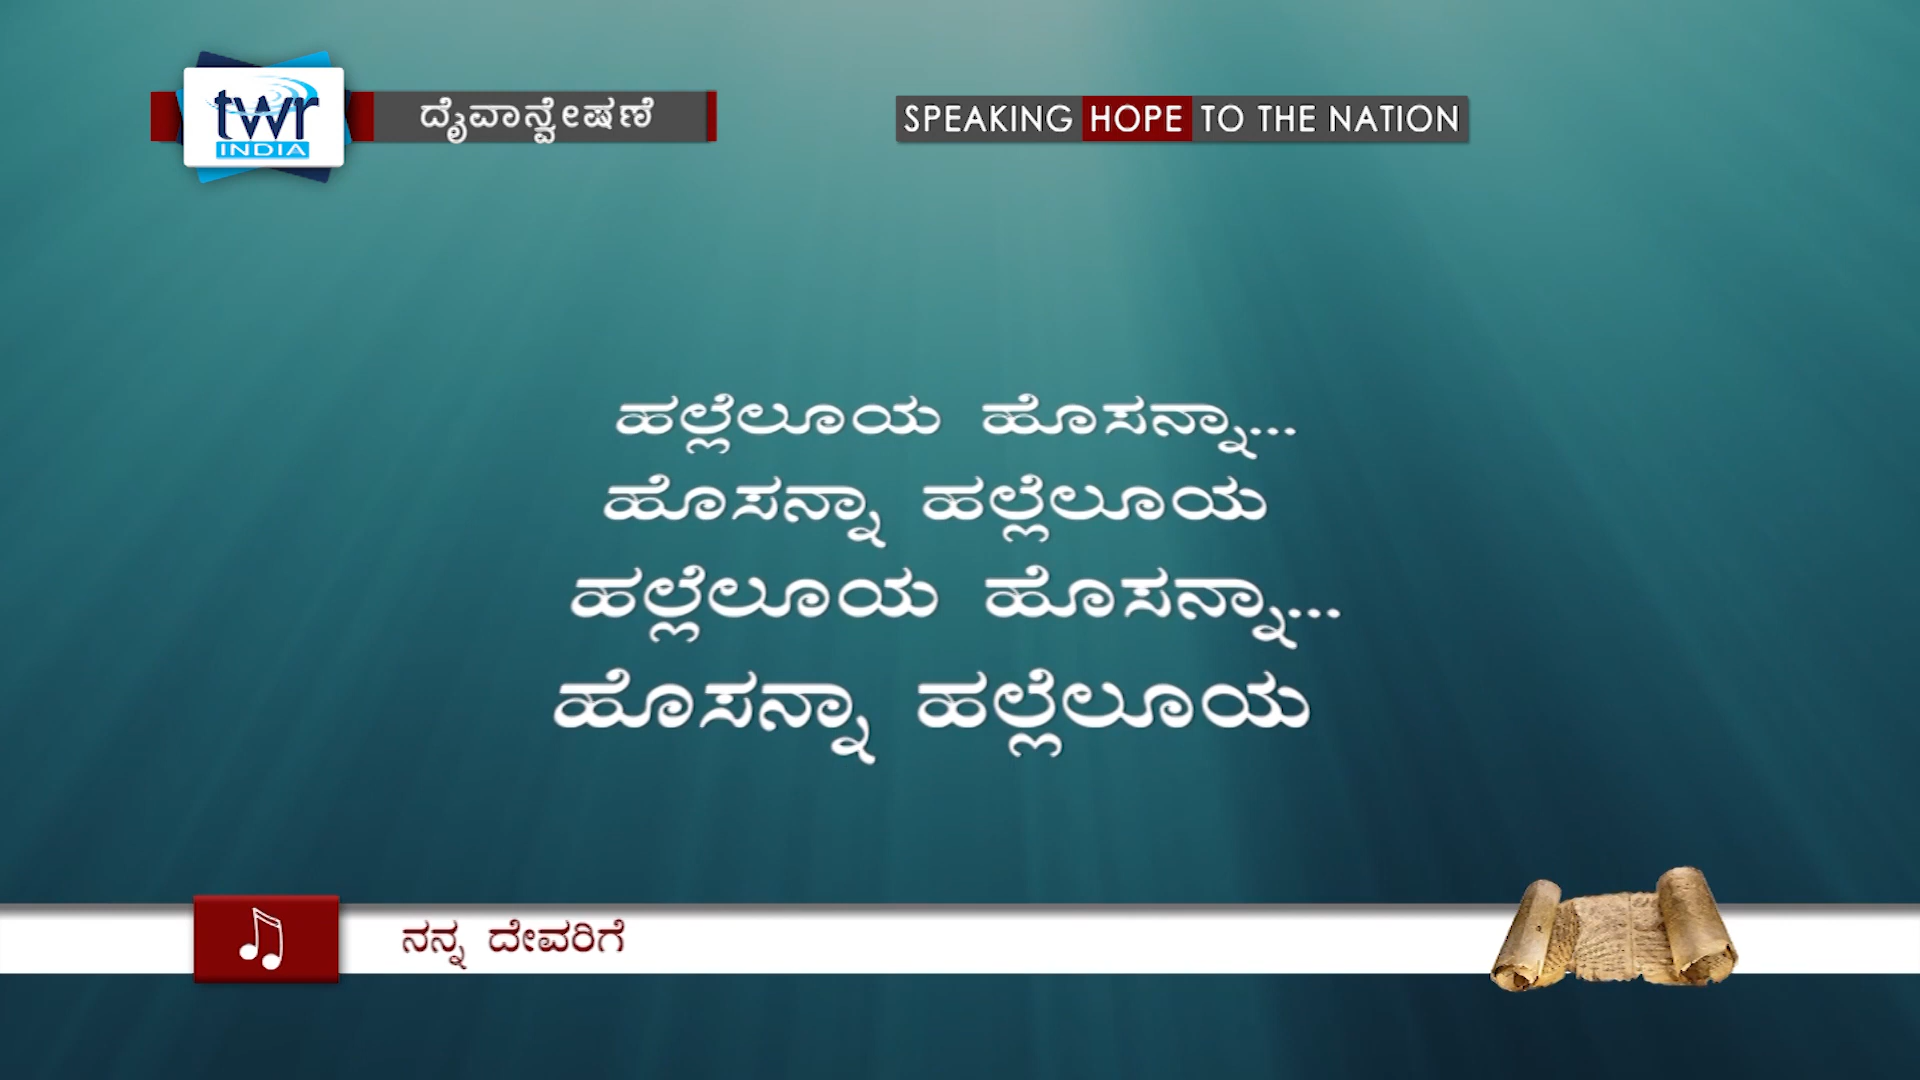 twr
INDIA
ದೈವಾನ್ವೇಷಣೆ
SPEAKING HOPE TO THE NATION
ಹಲ್ಲೆಲೂಯ ಹೊಸನ್ನಾ...
ಹೊಸನ್ನಾ ಹಲ್ಲೆಲೂಯ
ಹಲ್ಲೆಲೂಯ ಹೊಸನ್ನಾ...
ಹೊಸನ್ನಾ ಹಲ್ಲೆಲೂಯ
ನನ್ನ ದೇವರಿಗೆ